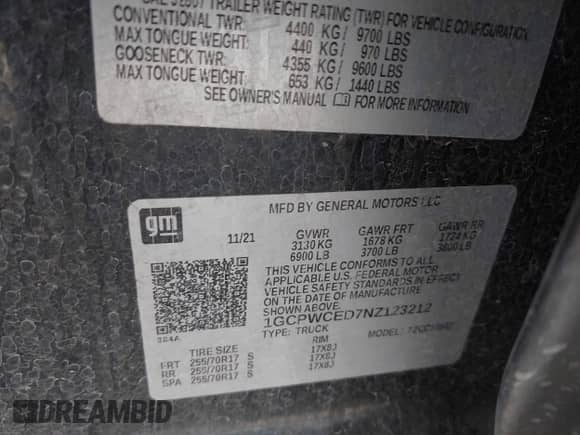 SAE J2807 TRAILER WEIGHT RATING (TWR) FOR VEHICLE CONFIGURATION
CONVENTIONAL TWR: 4400 KG/ 9700 LBS
MAX TONGUE WEIGHT: 440 KG/ 970 LBS
GOOSENECK TWR: 4355 KG/ 9600 LBS
MAX TONGUE WEIGHT: 653 KG/ 1440 LBS
SEE OWNER'S MANUAL FOR MORE INFORMATION
gm
MFD BY GENERAL MOTORS LLC
11/21 GVWR GAWR FRT GAWR RR
3130 KG 1678 KG 1724 KG
6900 LB 3700 LB 3800 LB
THIS VEHICLE CONFORMS TO ALL
APPLICABLE U.S. FEDERAL MOTOR
VEHICLE SAFETY STANDARDS IN EFFECT
ON THE DATE OF MANUFACTURE SHOWN ABOVE.
1GCPWCED7NZ123212
TYPE: TRUCK MODEL:
384A
TIRE SIZE RIM
FRT 255/70R17 S 17X8J
RR 255/70R17 S 17X8J
SPA 255/70R17 S 17X8J
DREAMBID